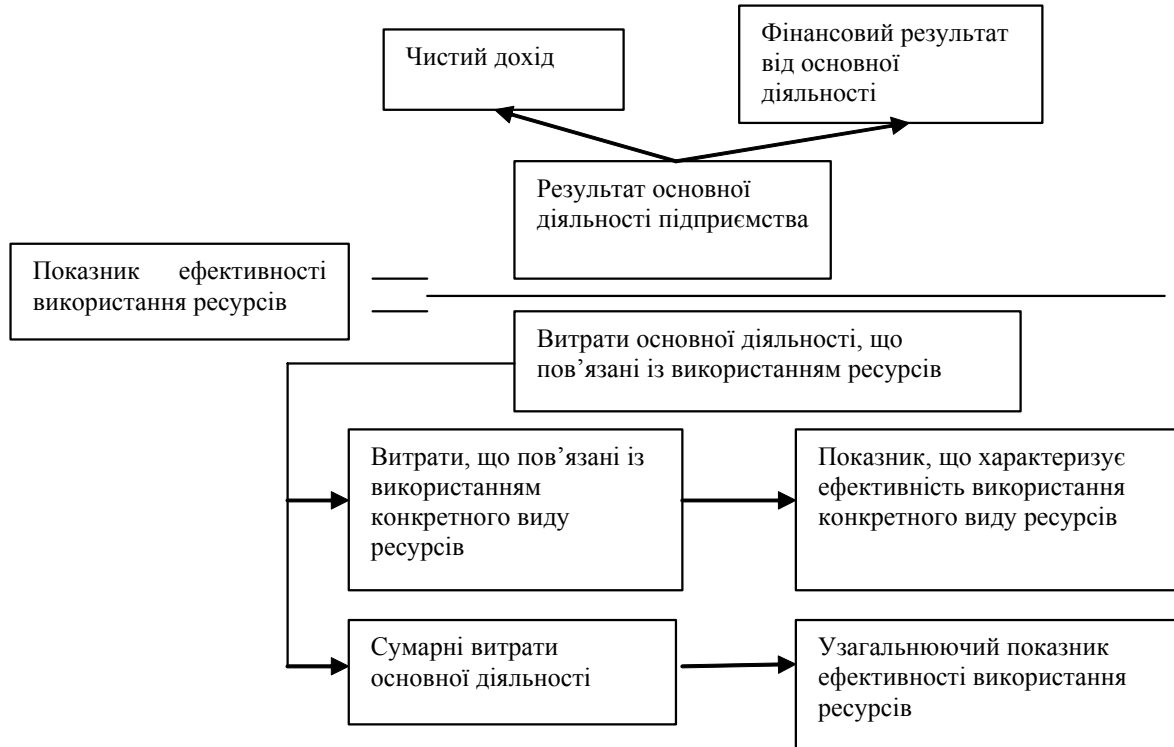 Чистий дохід
Фінансовий результат
від основної
діяльності
Результат основної
діяльності підприємства
Показник ефективності
використання ресурсів
Витрати основної діяльності, що
пов’язані із використанням ресурсів
Витрати, що пов’язані із
використанням
конкретного виду
ресурсів
Показник, що характеризує
ефективність використання
конкретного виду ресурсів
Сумарні витрати
основної діяльності
Узагальнюючий показник
ефективності використання
ресурсів